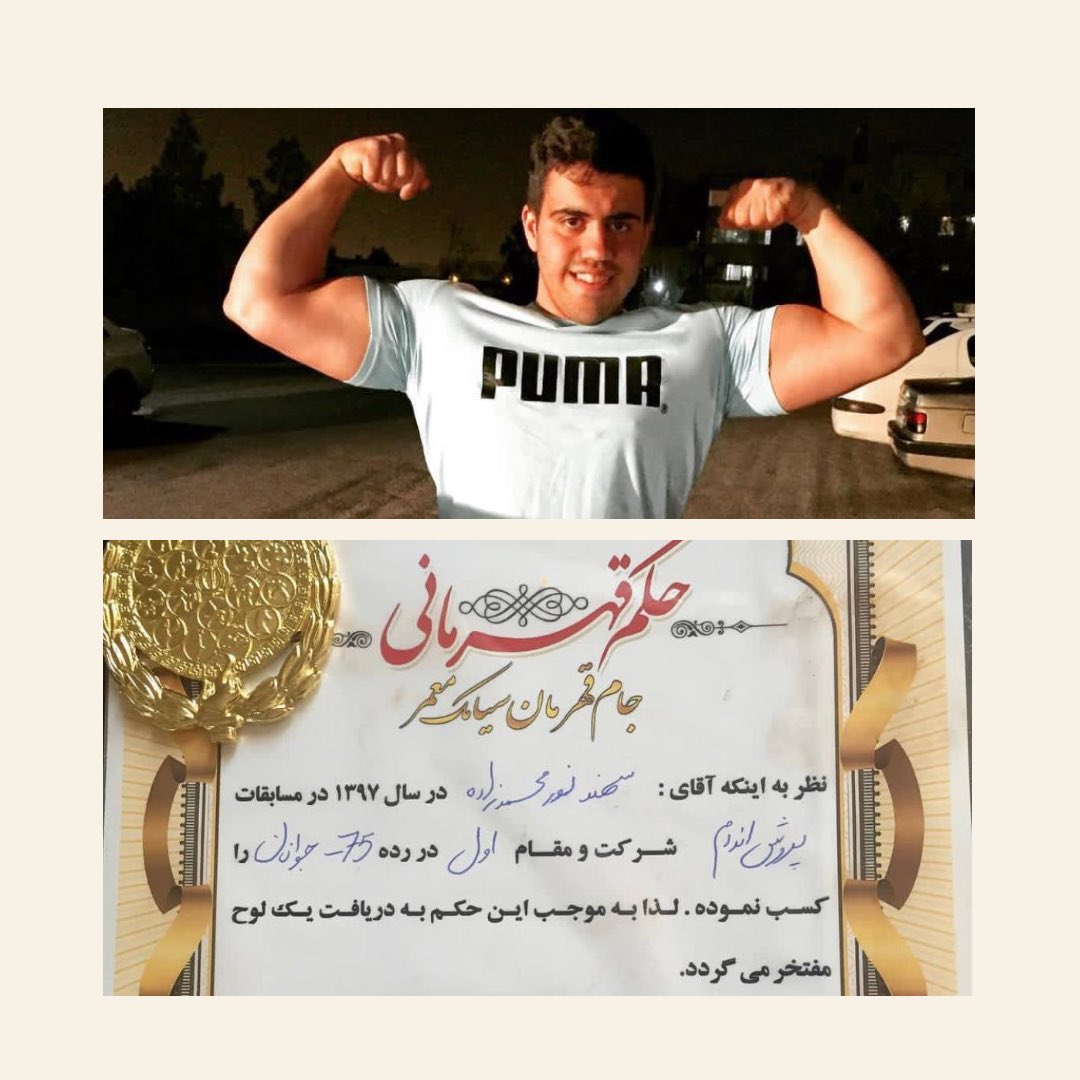 PUMA®
حکم قهرمانی
جام قهرمان سیامک معمر
نظر به اینکه آقای : سهند نورمحمدزاده در سال ۱۳۹۷ در مسابقات
پرورش اندام شرکت و مقام اول در رده 75- جوانان را
کسب نموده . لذا به موجب این حکم به دریافت یک لوح
مفتخر می گردد.